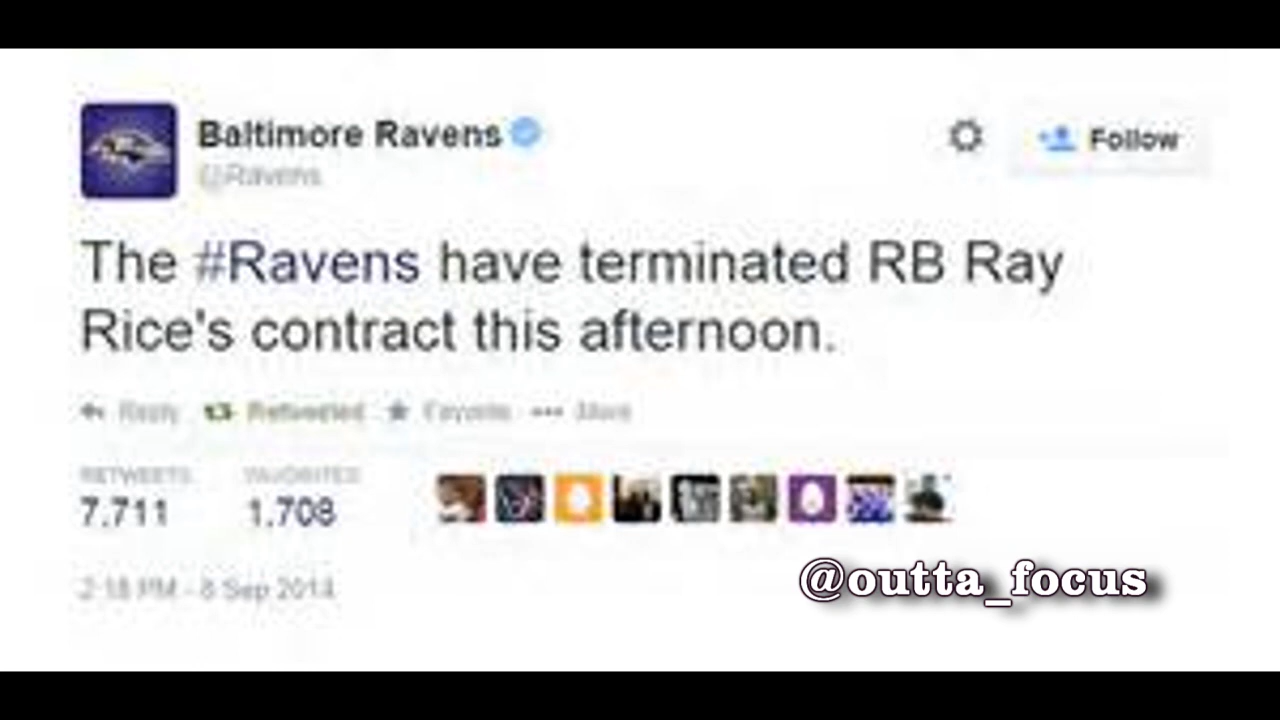 Baltimore Ravens
@Ravens
Follow
The #Ravens have terminated RB Ray
Rice's contract this afternoon.
Reply Retweeted Favorite More
RETWEETS FAVORITES
7,711 1,708
2:18 PM - 8 Sep 2014
@outta_focus